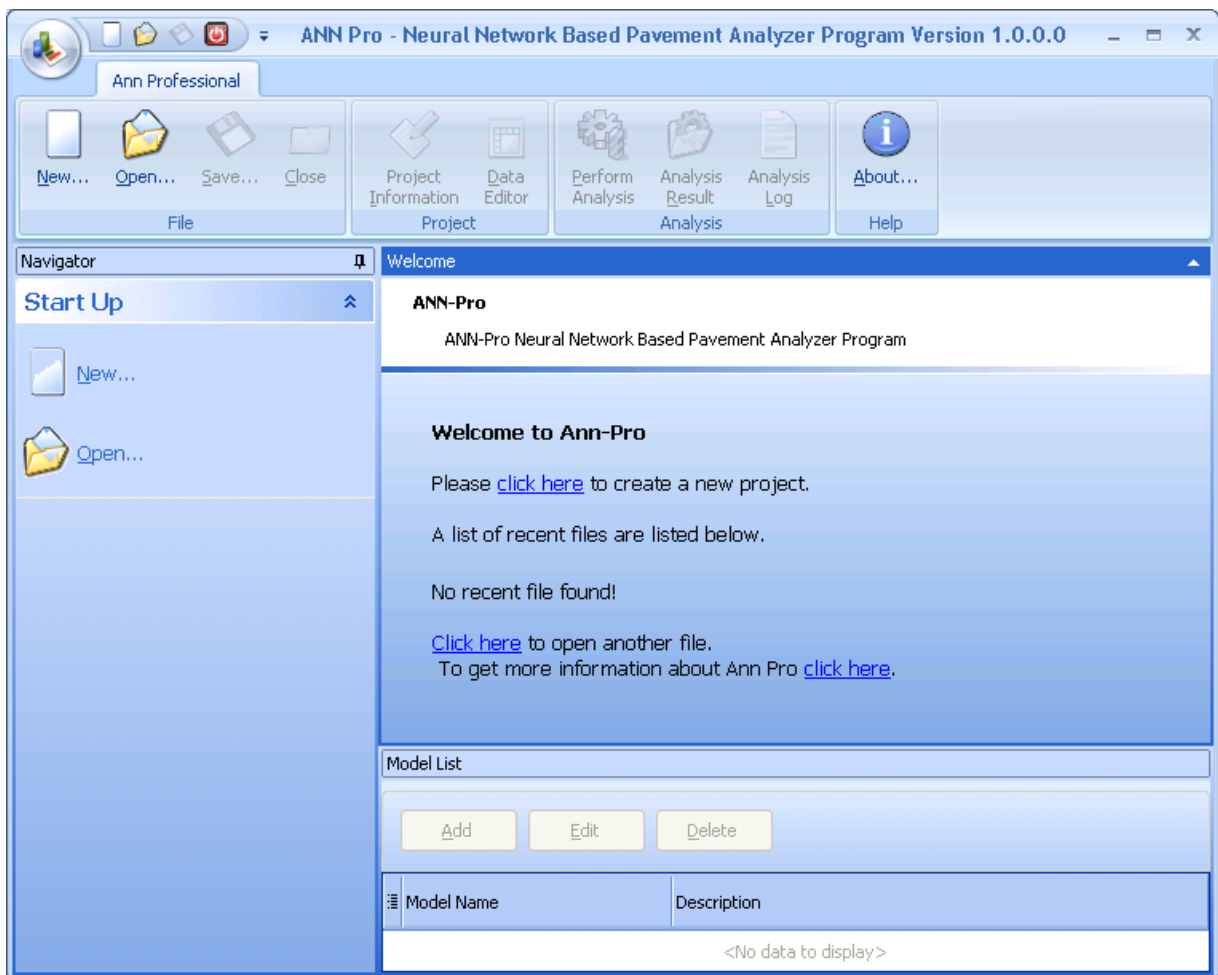 ANN Pro - Neural Network Based Pavement Analyzer Program Version 1.0.0.0
Ann Professional
New...
Open...
Save...
Close
Project
Information
Data
Editor
Perform
Analysis
Analysis
Result
Analysis
Log
About...
File
Project
Analysis
Help
Navigator
Start Up
New...
Open...
Welcome
ANN-Pro
ANN-Pro Neural Network Based Pavement Analyzer Program
Welcome to Ann-Pro
Please click here to create a new project.
A list of recent files are listed below.
No recent file found!
Click here to open another file.
To get more information about Ann Pro click here.
Model List
Add
Edit
Delete
Model Name
Description
<No data to display>